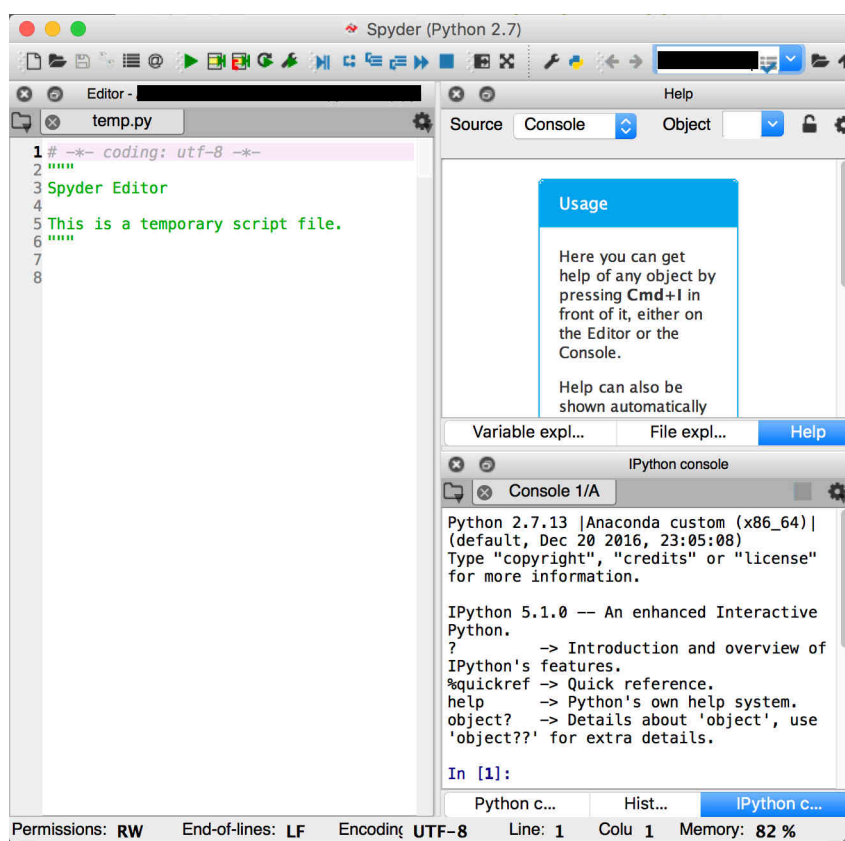 Spyder (Python 2.7)
Editor -
temp.py
1 # -*- coding: utf-8 -*-
2 """
3 Spyder Editor
4
5 This is a temporary script file.
6 """
7
8
Help
Source Console Object
Usage
Here you can get
help of any object by
pressing Cmd+I in
front of it, either on
the Editor or the
Console.
Help can also be
shown automatically
Variable expl... File expl... Help
IPython console
Console 1/A
Python 2.7.13 |Anaconda custom (x86_64)|
(default, Dec 20 2016, 23:05:08)
Type "copyright", "credits" or "license"
for more information.
IPython 5.1.0 -- An enhanced Interactive
Python.
? -> Introduction and overview of
IPython's features.
%quickref -> Quick reference.
help -> Python's own help system.
object? -> Details about 'object', use
'object??' for extra details.
In [1]:
Python c... Hist... IPython c...
Permissions: RW End-of-lines: LF Encoding UTF-8 Line: 1 Colu 1 Memory: 82 %